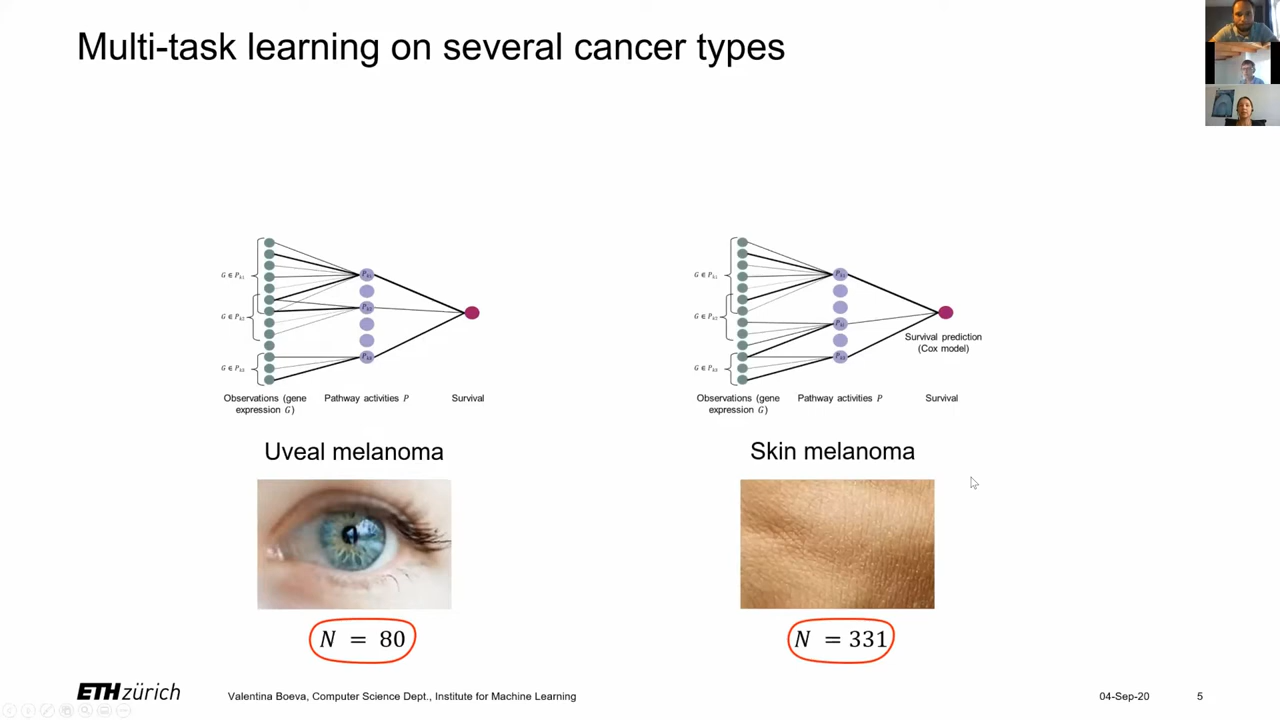 Multi-task learning on several cancer types
G ∈ P
G ∈ P
G ∈ P
Observations (gene
expression G)
Pathway activities P
Survival
Uveal melanoma
N = 80
G ∈ P
G ∈ P
G ∈ P
Survival prediction
(Cox model)
Observations (gene
expression G)
Pathway activities P
Survival
Skin melanoma
N = 331
ETH zürich
Valentina Boeva, Computer Science Dept., Institute for Machine Learning
04-Sep-20
5